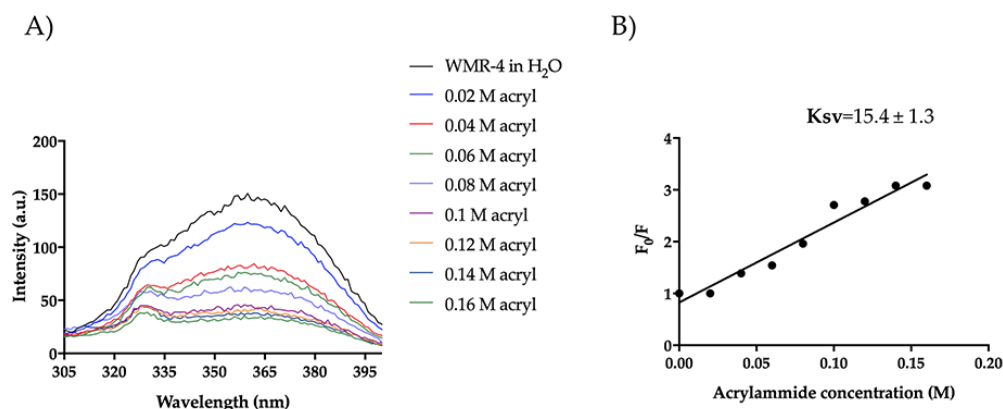 A)
WMR-4 in H₂O
0.02 M acryl
0.04 M acryl
0.06 M acryl
0.08 M acryl
0.1 M acryl
0.12 M acryl
0.14 M acryl
0.16 M acryl
200
150
100
50
0
305 320 335 350 365 380 395
Intensity (a.u.)
Wavelength (nm)
B)
Ksv=15.4 ± 1.3
4
3
2
1
0
0.00 0.05 0.10 0.15 0.20
F₀/F
Acrylammide concentration (M)